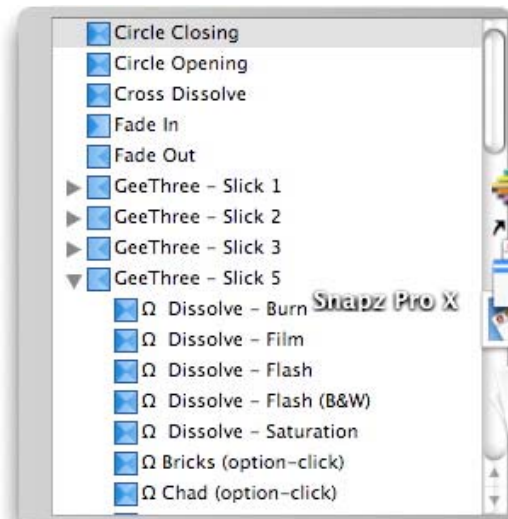 Circle Closing
Circle Opening
Cross Dissolve
Fade In
Fade Out
GeeThree - Slick 1
GeeThree - Slick 2
GeeThree - Slick 3
GeeThree - Slick 5
Ω Dissolve - Burn
Snapz Pro X
Ω Dissolve - Film
Ω Dissolve - Flash
Ω Dissolve - Flash (B&W)
Ω Dissolve - Saturation
Ω Bricks (option-click)
Ω Chad (option-click)